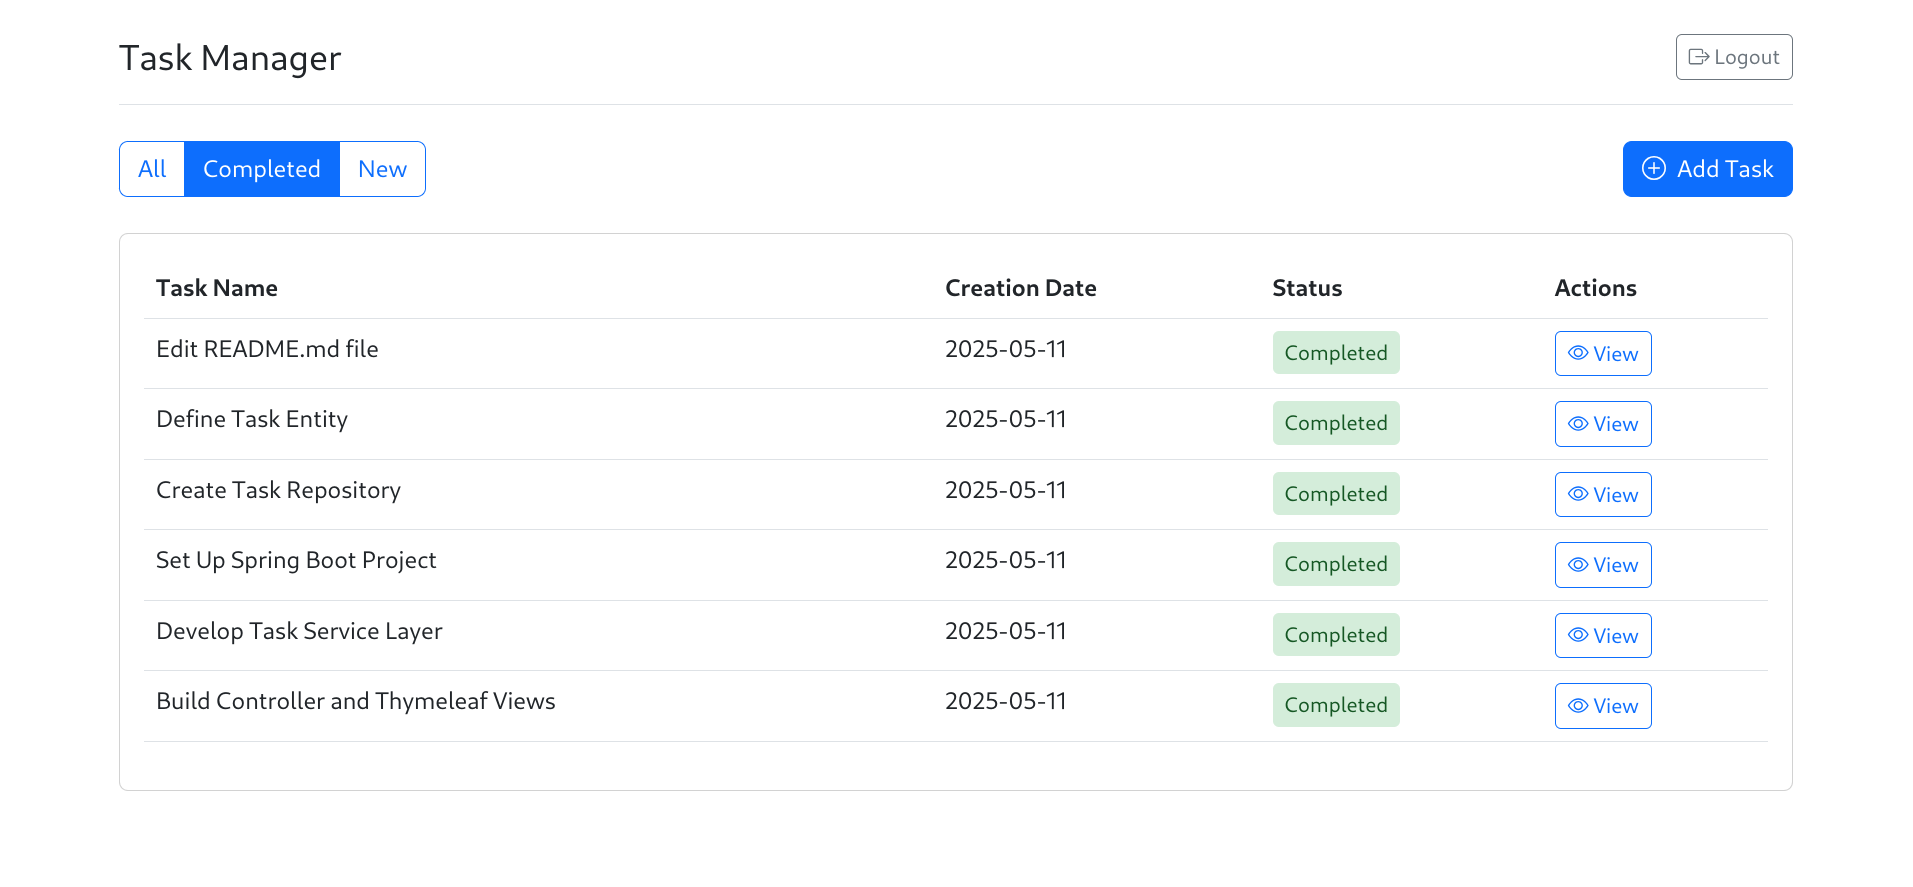 Task Manager
Logout
All Completed New
Add Task
Task Name Creation Date Status Actions
Edit README.md file 2025-05-11 Completed View
Define Task Entity 2025-05-11 Completed View
Create Task Repository 2025-05-11 Completed View
Set Up Spring Boot Project 2025-05-11 Completed View
Develop Task Service Layer 2025-05-11 Completed View
Build Controller and Thymeleaf Views 2025-05-11 Completed View